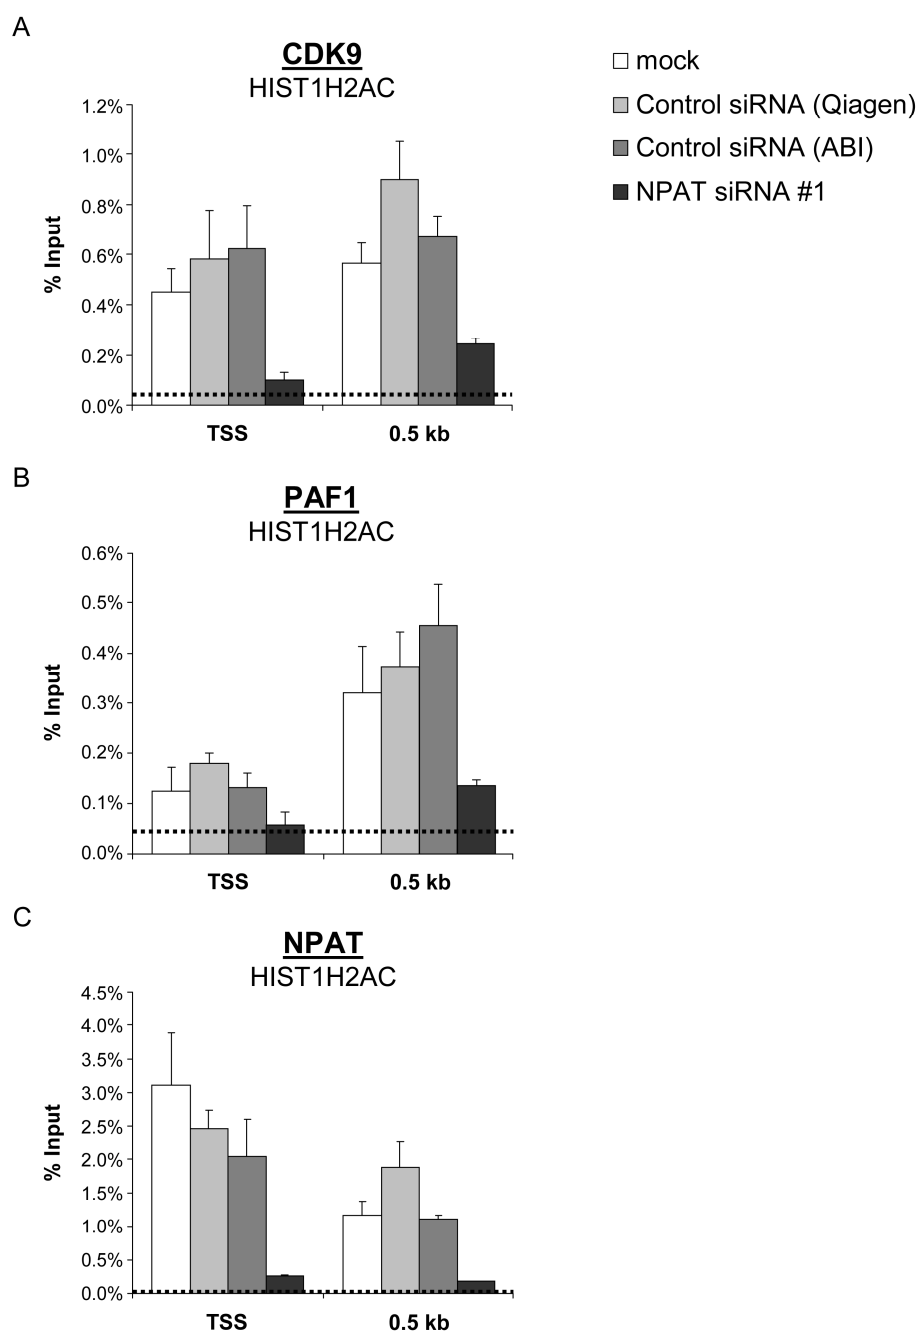 A
CDK9
HIST1H2AC
mock
Control siRNA (Qiagen)
Control siRNA (ABI)
NPAT siRNA #1
% Input
1.2%
1.0%
0.8%
0.6%
0.4%
0.2%
0.0%
TSS 0.5 kb
B
PAF1
HIST1H2AC
% Input
0.6%
0.5%
0.4%
0.3%
0.2%
0.1%
0.0%
TSS 0.5 kb
C
NPAT
HIST1H2AC
% Input
4.5%
4.0%
3.5%
3.0%
2.5%
2.0%
1.5%
1.0%
0.5%
0.0%
TSS 0.5 kb